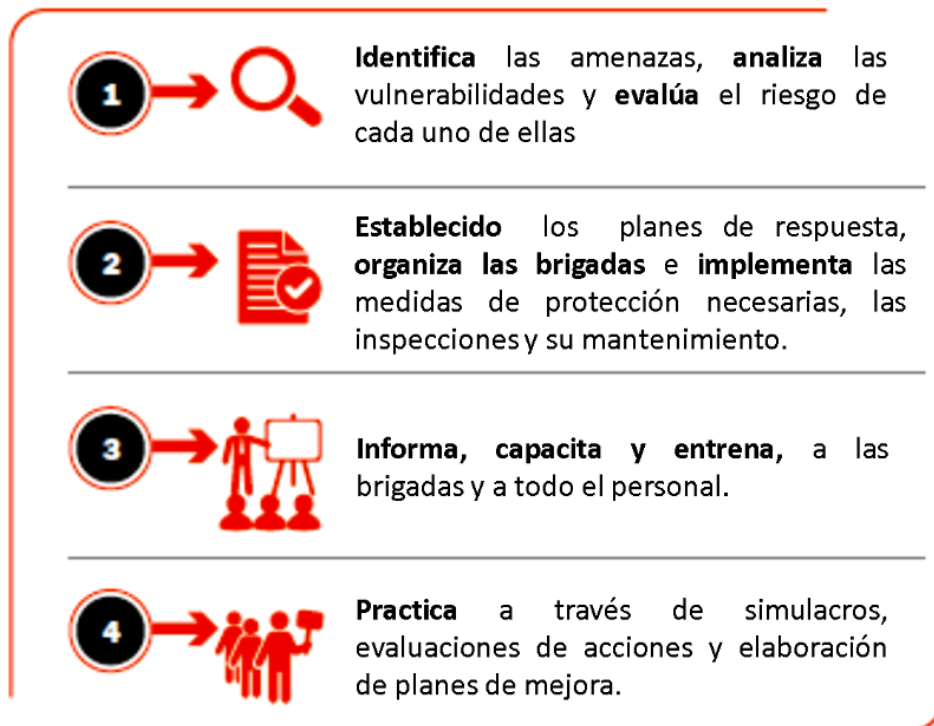 1
Identifica las amenazas, analiza las
vulnerabilidades y evalúa el riesgo de
cada uno de ellas
2
Establecido los planes de respuesta,
organiza las brigadas e implementa las
medidas de protección necesarias, las
inspecciones y su mantenimiento.
3
Informa, capacita y entrena, a las
brigadas y a todo el personal.
4
Practica a través de simulacros,
evaluaciones de acciones y elaboración
de planes de mejora.